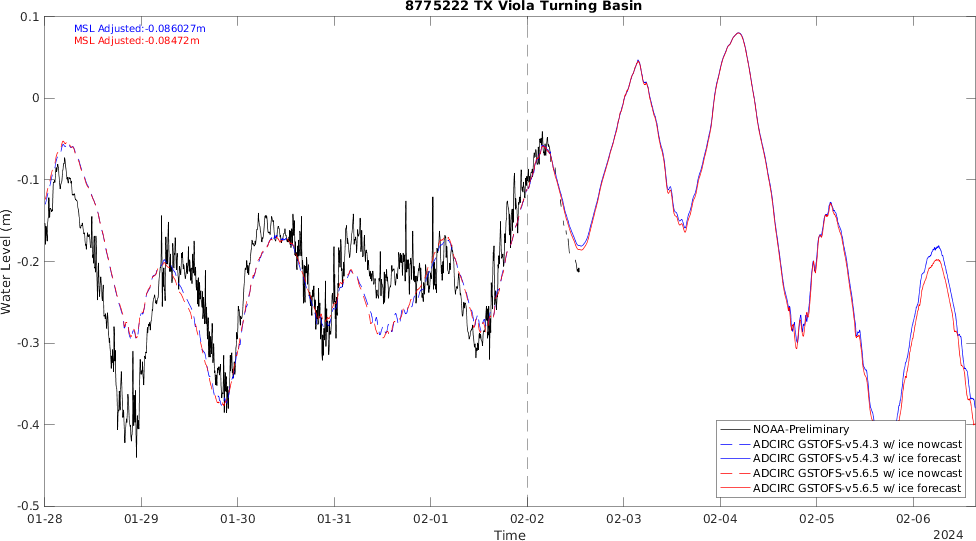 8775222 TX Viola Turning Basin
MSL Adjusted:-0.086027m
MSL Adjusted:-0.08472m
0.1
0
-0.1
-0.2
-0.3
-0.4
-0.5
Water Level (m)
NOAA-Preliminary
ADCIRC GSTOFS-v5.4.3 w/ ice nowcast
ADCIRC GSTOFS-v5.4.3 w/ ice forecast
ADCIRC GSTOFS-v5.6.5 w/ ice nowcast
ADCIRC GSTOFS-v5.6.5 w/ ice forecast
01-28 01-29 01-30 01-31 02-01 02-02 02-03 02-04 02-05 02-06
Time
2024